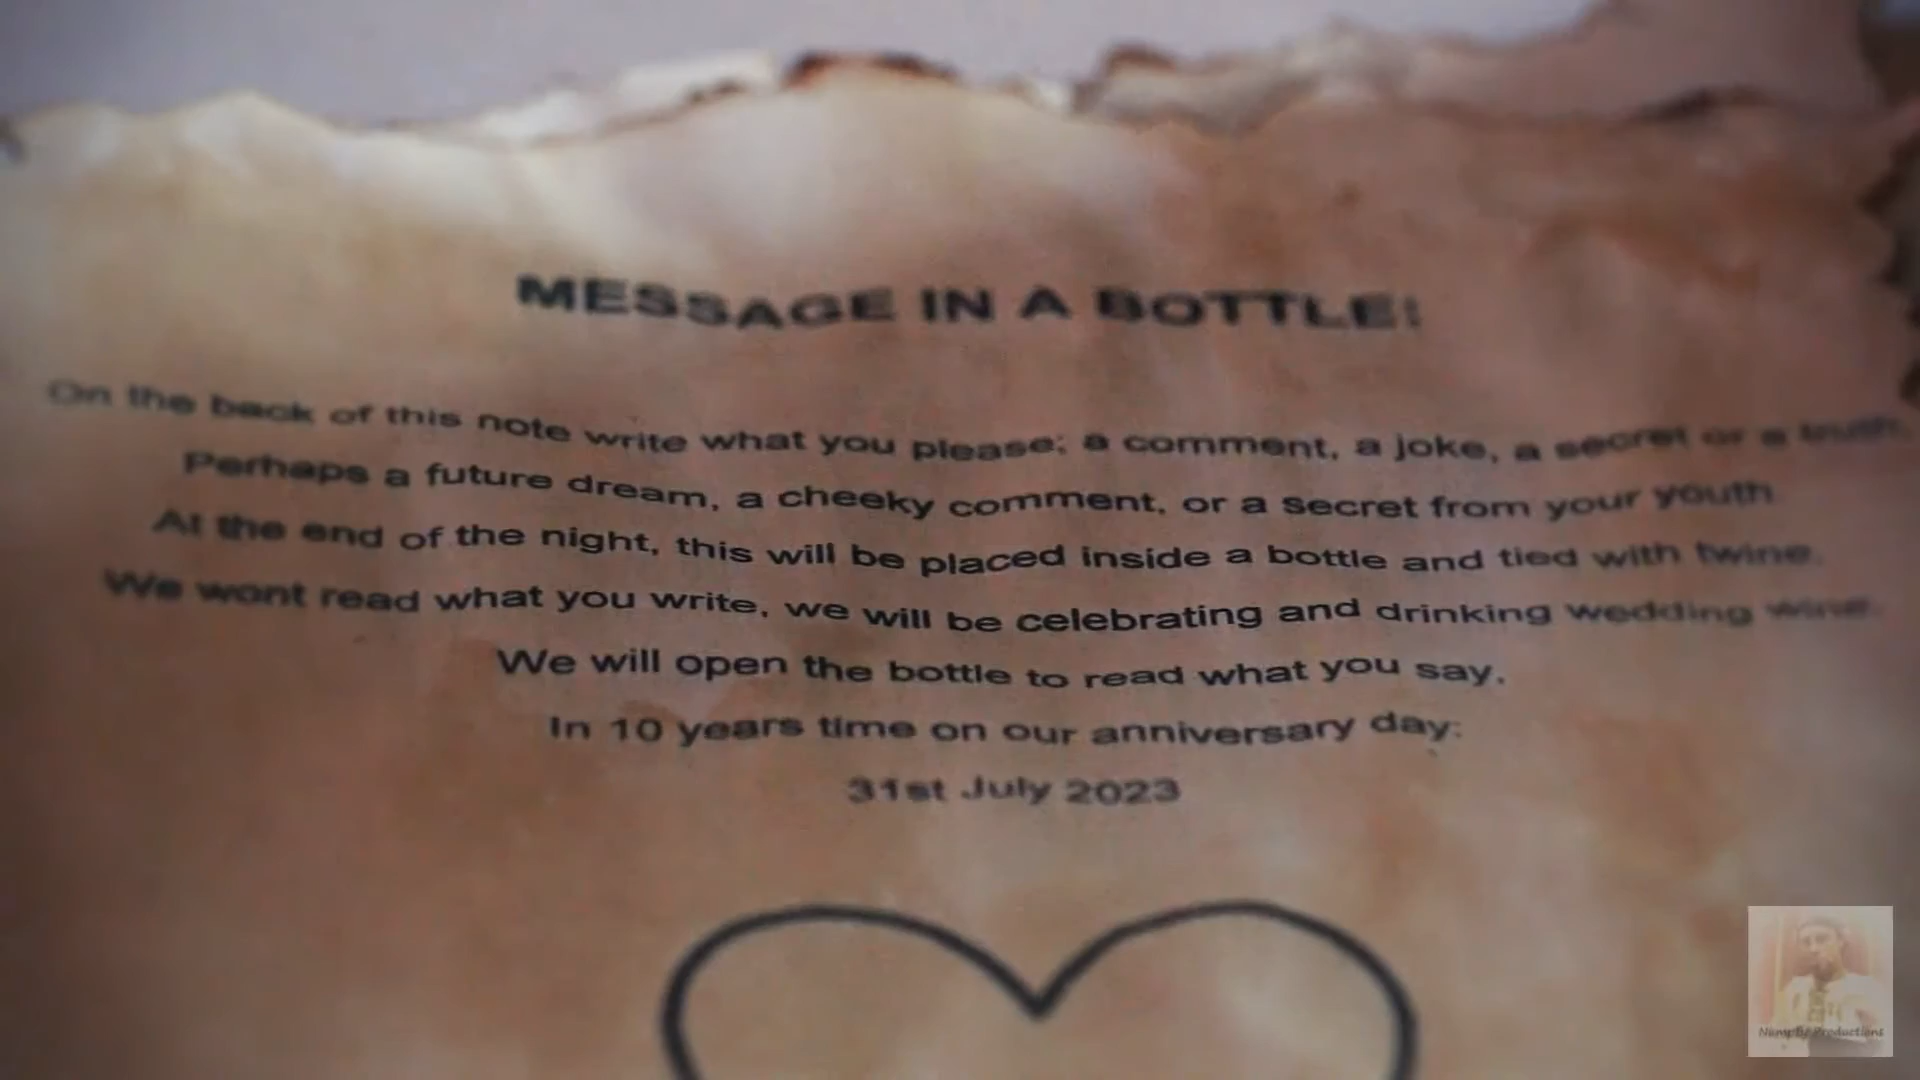 MESSAGE IN A BOTTLE!
On the back of this note write what you please; a comment, a joke, a secret or a truth,
Perhaps a future dream, a cheeky comment, or a secret from your youth
At the end of the night, this will be placed inside a bottle and tied with twine.
We wont read what you write, we will be celebrating and drinking wedding wine.
We will open the bottle to read what you say,
In 10 years time on our anniversary day:
31st July 2023
Productions